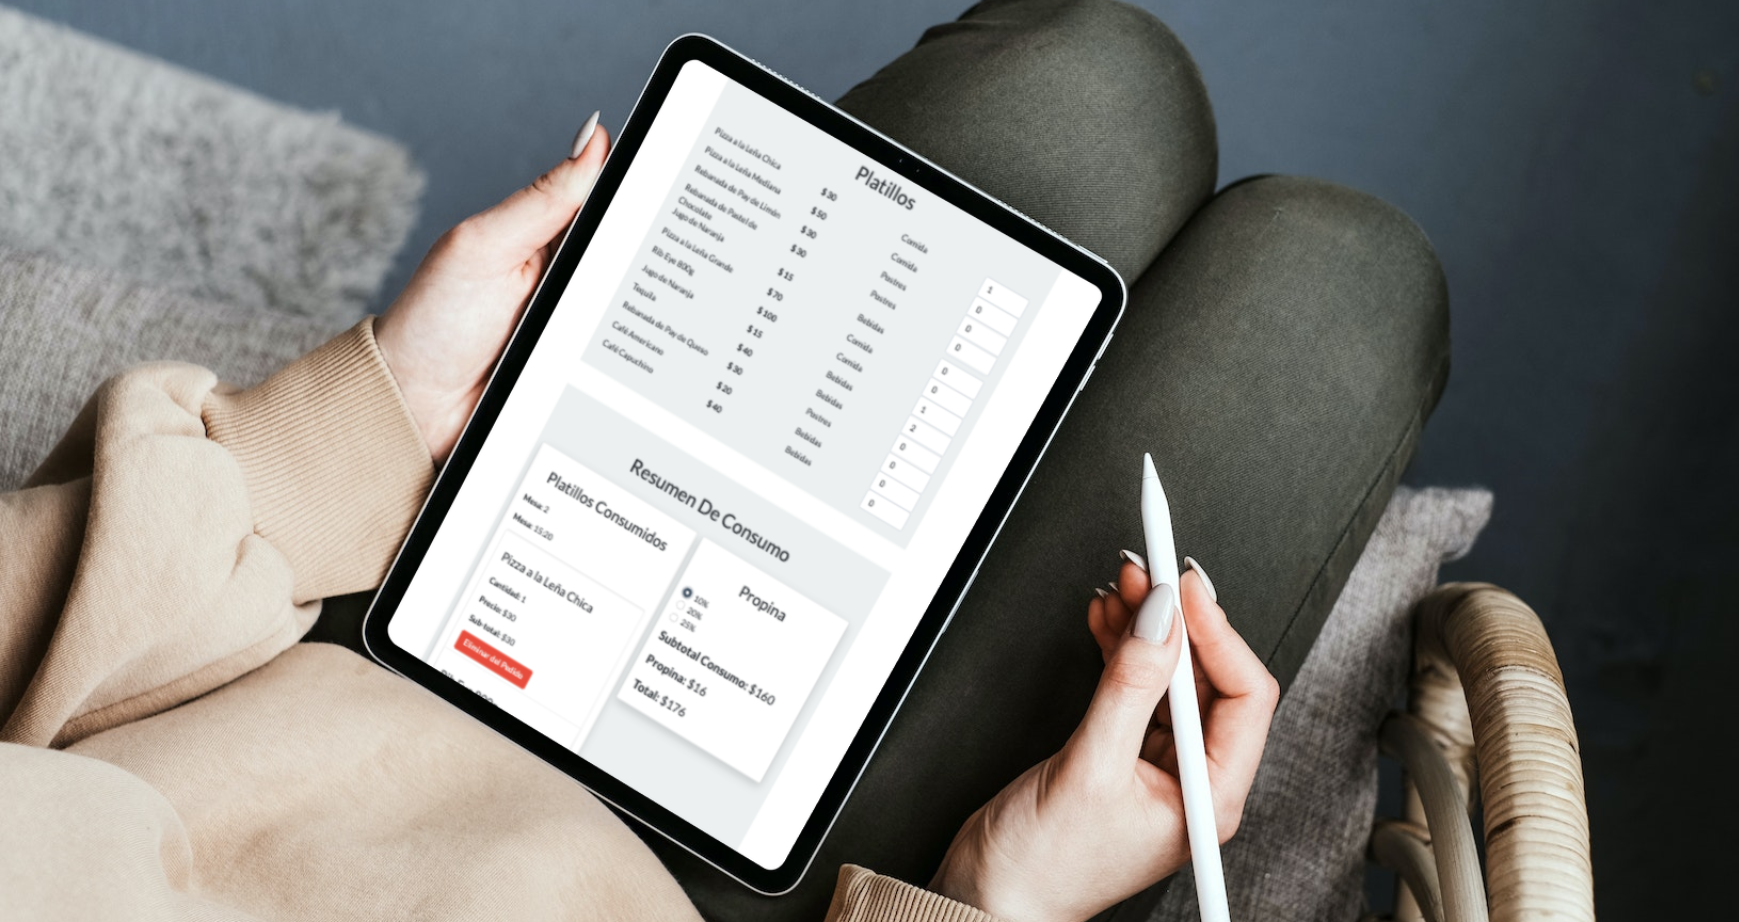 Platillos
Pizza a la Leña Chica $30 Comida 1
Pizza a la Leña Mediana $50 Comida 0
Rebanada de Pay de Limón $30 Postres 0
Rebanada de Pastel de $30 Postres 0
Chocolate
Jugo de Naranja $15 Bebidas 0
Pizza a la Leña Grande $70 Comida 0
Rib Eye 800g $100 Comida 1
Jugo de Naranja $15 Bebidas 2
Tequila $40 Bebidas 0
Rebanada de Pay de Queso $30 Postres 0
Café Americano $20 Bebidas 0
Café Capuchino $40 Bebidas 0
Resumen De Consumo
Platillos Consumidos
Mesa: 2
Mesa: 15:20
Pizza a la Leña Chica
Cantidad: 1
Precio: $30
Sub-total: $30
Eliminar del Pedido
Propina
10%
20%
25%
Subtotal Consumo: $160
Propina: $16
Total: $176